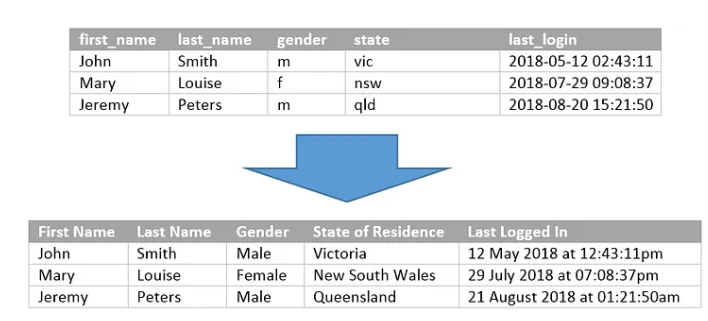 first_name last_name gender state last_login
John Smith m vic 2018-05-12 02:43:11
Mary Louise f nsw 2018-07-29 09:08:37
Jeremy Peters m qld 2018-08-20 15:21:50
First Name Last Name Gender State of Residence Last Logged In
John Smith Male Victoria 12 May 2018 at 12:43:11pm
Mary Louise Female New South Wales 29 July 2018 at 07:08:37pm
Jeremy Peters Male Queensland 21 August 2018 at 01:21:50am